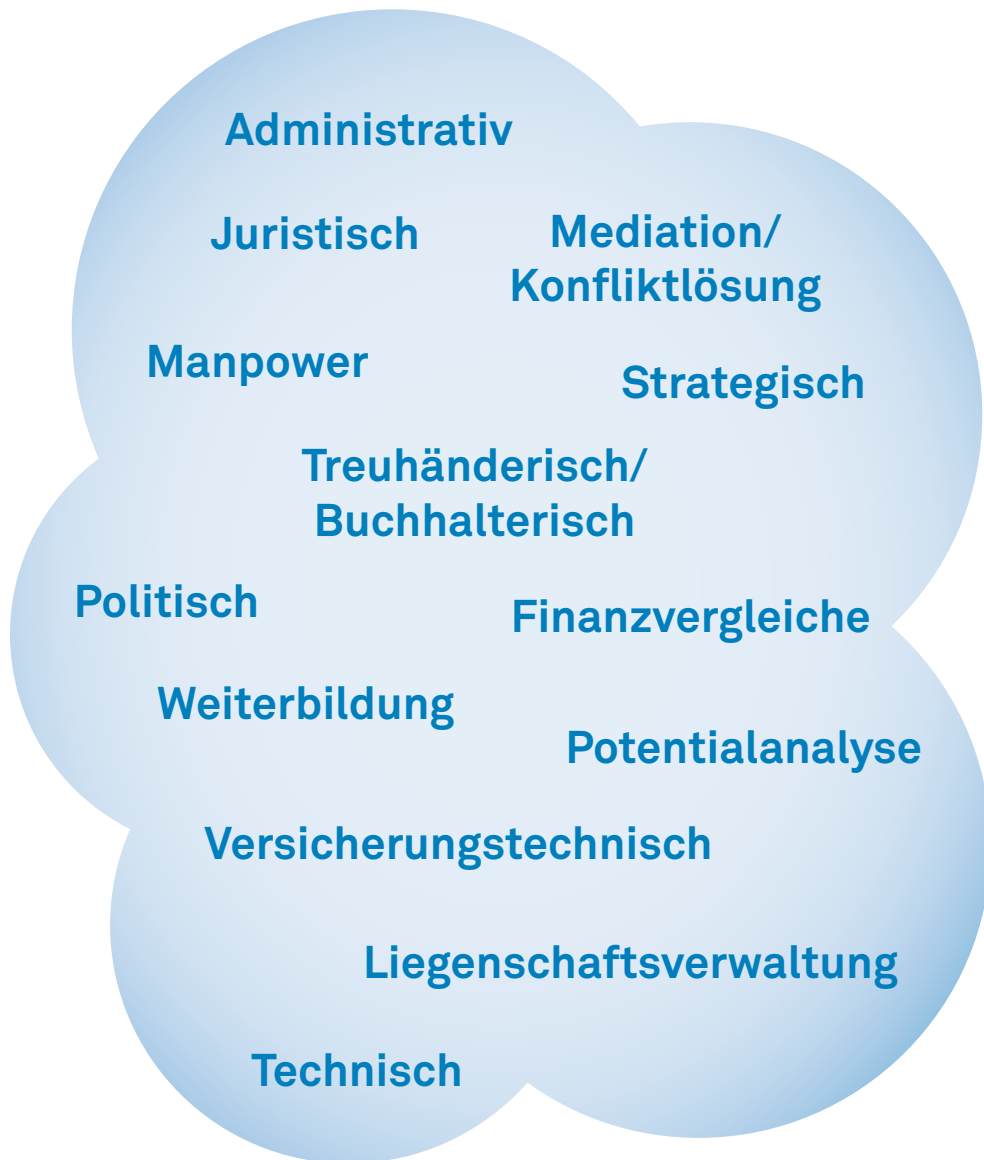 Administrativ
Juristisch
Mediation/
Konfliktlösung
Manpower
Strategisch
Treuhänderisch/
Buchhalterisch
Politisch
Finanzvergleiche
Weiterbildung
Potentialanalyse
Versicherungstechnisch
Liegenschaftsverwaltung
Technisch